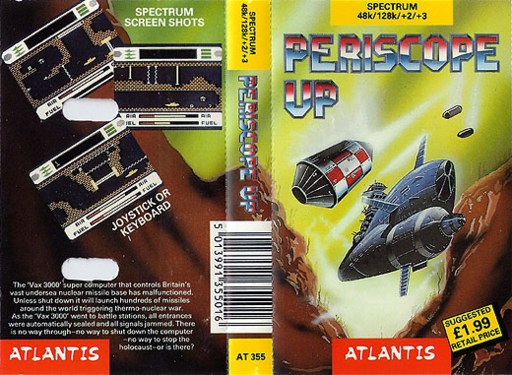 SPECTRUM
SCREEN SHOTS
AIR
FUEL
AIR
FUEL
AIR
FUEL
AIR
FUEL
JOYSTICK OR
KEYBOARD
The 'Vax 3000' super computer that controls Britain's
vast undersea nuclear missile base has malfunctioned.
Unless shut down it will launch hundreds of missiles
around the world triggering thermo-nuclear war.
As the 'Vax' went to battle stations, all entrances
were automatically sealed and all signals jammed. There
is no way through–no way to shut down the computer
–no way to stop the
holocaust–or is there?
ATLANTIS
SPECTRUM
48k/128k/+2/+3
PERISCOPE UP
5 013991 355016
AT 355
SPECTRUM
48k/128k/+2/+3
PERISCOPE
UP
SUGGESTED
£1.99
RETAIL PRICE
ATLANTIS